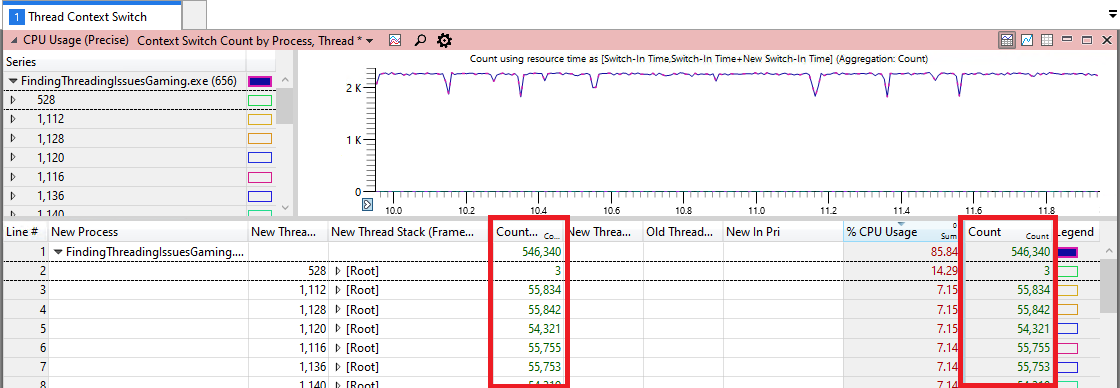 1 Thread Context Switch
CPU Usage (Precise) Context Switch Count by Process, Thread *
Series
FindingThreadingIssuesGaming.exe (656)
528
1,112
1,128
1,120
1,116
1,136
1,140
Count using resource time as [Switch-In Time,Switch-In Time+New Switch-In Time] (Aggregation: Count)
2 K
1 K
0
10.0 10.2 10.4 10.6 10.8 11.0 11.2 11.4 11.6 11.8
Line # New Process New Threa... New Thread Stack (Frame... Count... Co... New Threa... Old Thread... New In Pri % CPU Usage Sum Count Count Legend
1 FindingThreadingIssuesGaming.... 546,340 85.84 546,340
2 528 [Root] 3 14.29 3
3 1,112 [Root] 55,834 7.15 55,834
4 1,128 [Root] 55,842 7.15 55,842
5 1,120 [Root] 54,321 7.15 54,321
6 1,116 [Root] 55,755 7.14 55,755
7 1,136 [Root] 55,753 7.14 55,753
8 1,140 [Root] 54,319 7.14